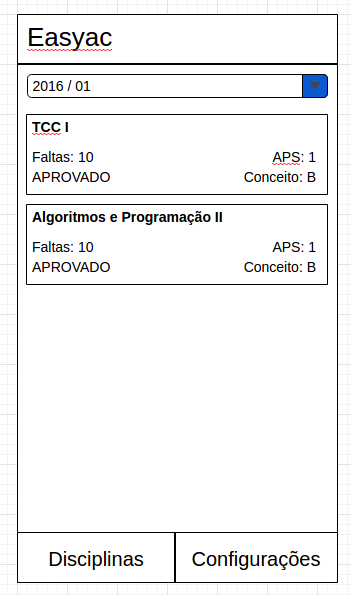 Easyac
2016 / 01
TCC I
Faltas: 10 APS: 1
APROVADO Conceito: B
Algoritmos e Programação II
Faltas: 10 APS: 1
APROVADO Conceito: B
Disciplinas Configurações